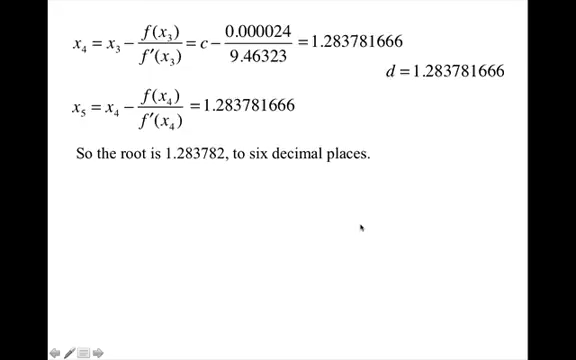 x₄ = x₃ − f(x₃)/f′(x₃) = c − 0.000024/9.46323 = 1.283781666
d = 1.283781666
x₅ = x₄ − f(x₄)/f′(x₄) = 1.283781666
So the root is 1.283782, to six decimal places.